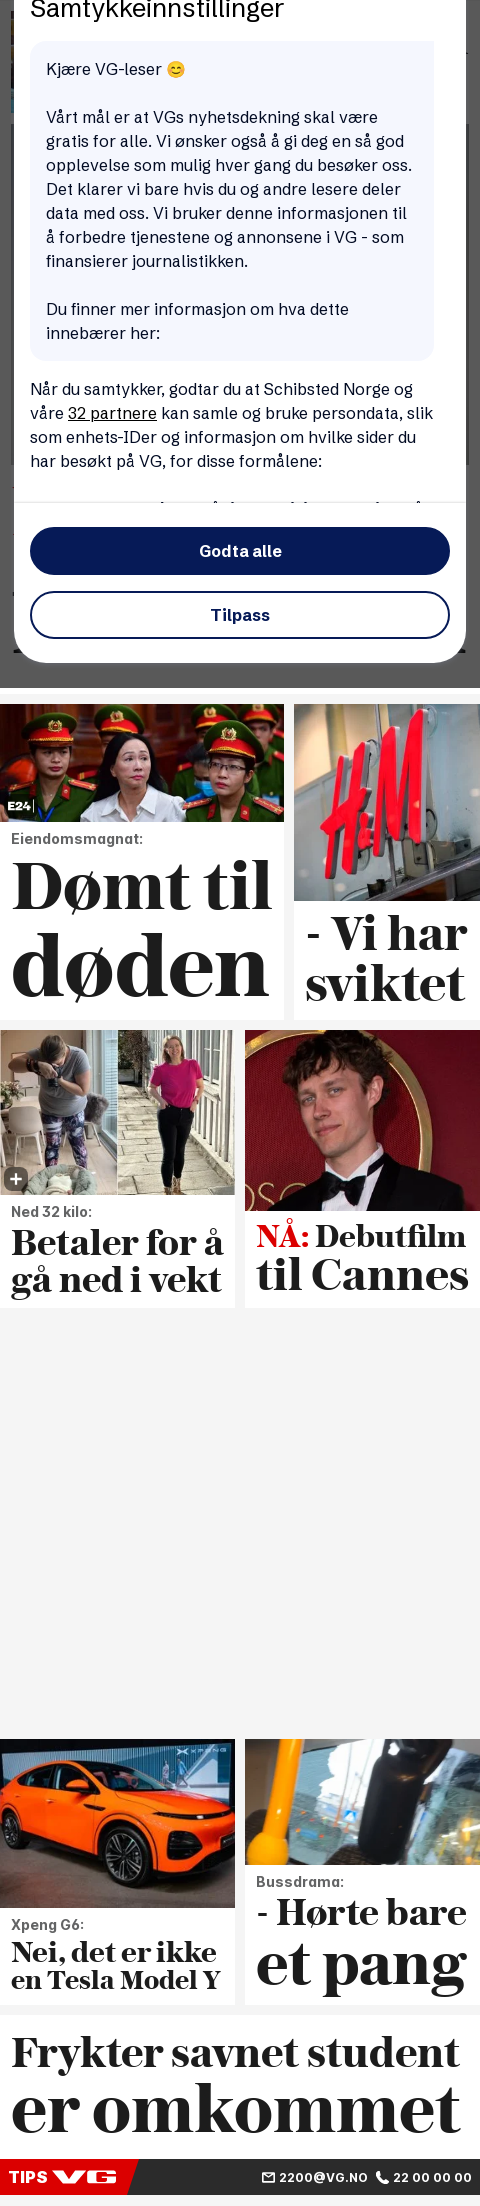 Samtykkeinnstillinger
Kjære VG-leser 😊
Vårt mål er at VGs nyhetsdekning skal være
gratis for alle. Vi ønsker også å gi deg en så god
opplevelse som mulig hver gang du besøker oss.
Det klarer vi bare hvis du og andre lesere deler
data med oss. Vi bruker denne informasjonen til
å forbedre tjenestene og annonsene i VG - som
finansierer journalistikken.
Du finner mer informasjon om hva dette
innebærer her:
Når du samtykker, godtar du at Schibsted Norge og
våre 32 partnere kan samle og bruke persondata, slik
som enhets-IDer og informasjon om hvilke sider du
har besøkt på VG, for disse formålene:
Godta alle
Tilpass
E24
Eiendomsmagnat:
Dømt til
døden
H&M
- Vi har
sviktet
Ned 32 kilo:
Betaler for å
gå ned i vekt
NÅ: Debutfilm
til Cannes
XPENG
Xpeng G6:
Nei, det er ikke
en Tesla Model Y
Bussdrama:
- Hørte bare
et pang
Frykter savnet student
er omkommet
TIPS VG
2200@VG.NO
22 00 00 00